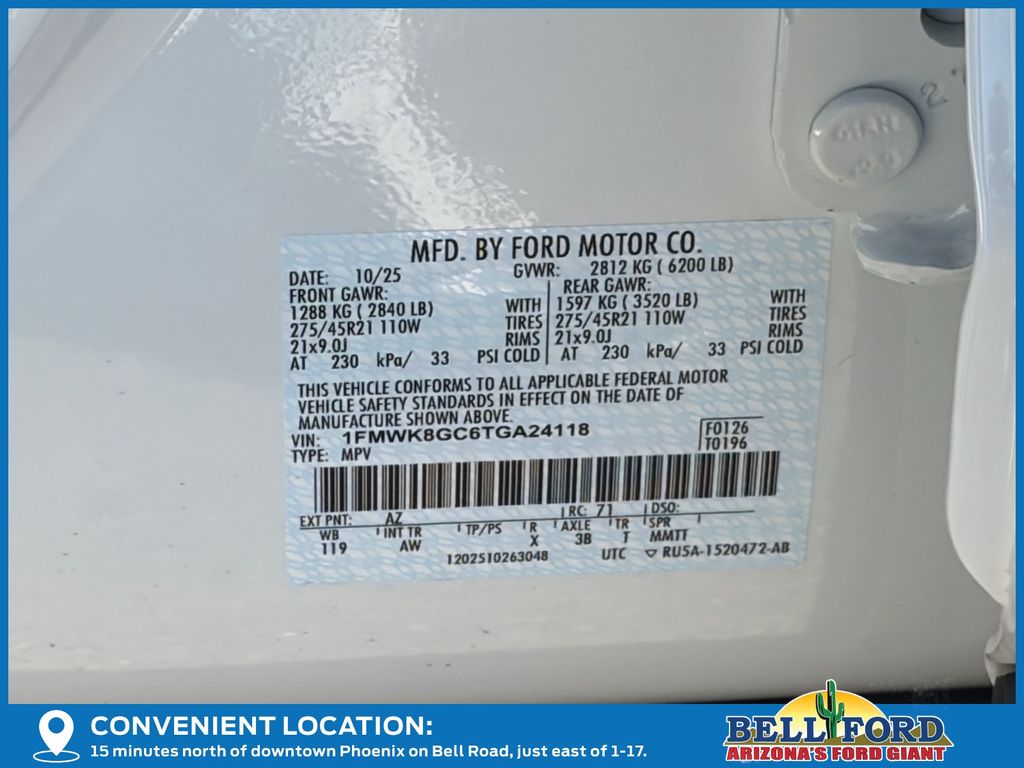 MFD. BY FORD MOTOR CO.
DATE: 10/25 GVWR: 2812 KG ( 6200 LB)
FRONT GAWR: REAR GAWR:
1288 KG ( 2840 LB) WITH 1597 KG ( 3520 LB) WITH
275/45R21 110W TIRES 275/45R21 110W TIRES
21x9.0J RIMS 21x9.0J RIMS
AT 230 kPa/ 33 PSI COLD AT 230 kPa/ 33 PSI COLD
THIS VEHICLE CONFORMS TO ALL APPLICABLE FEDERAL MOTOR
VEHICLE SAFETY STANDARDS IN EFFECT ON THE DATE OF
MANUFACTURE SHOWN ABOVE.
VIN: 1FMWK8GC6TGA24118 F0126
TYPE: MPV T0196
EXT PNT: AZ RC: 71 DSO:
WB INT TR TP/PS R AXLE TR SPR
119 AW X 3B T MMTT
1202510263048 UTC ▽ RU5A-1520472-AB
CONVENIENT LOCATION:
15 minutes north of downtown Phoenix on Bell Road, just east of 1-17.
BELL FORD
ARIZONA'S FORD GIANT